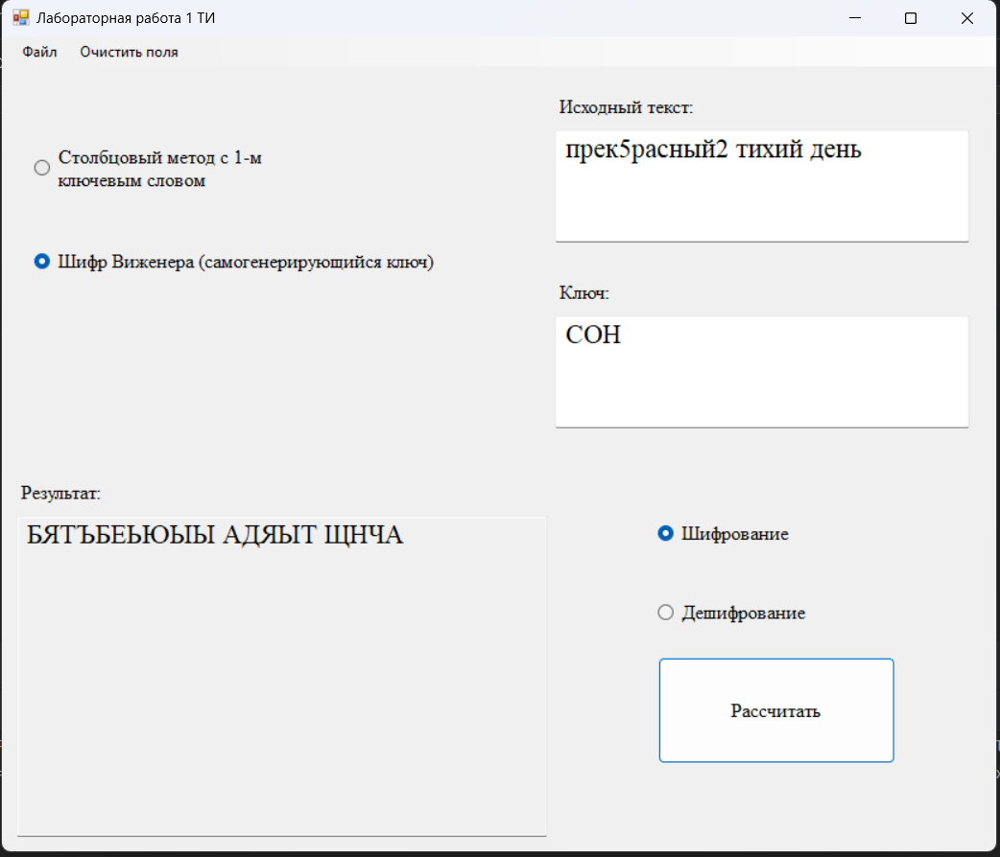 Лабораторная работа 1 ТИ
Файл Очистить поля
Столбцовый метод с 1-м
ключевым словом
Шифр Виженера (самогенерирующийся ключ)
Исходный текст:
прек5расный2 тихий день
Ключ:
СОН
Результат:
БЯТЪБЕЬЮЫЫ АДЯЫТ ЩНЧА
Шифрование
Дешифрование
Рассчитать